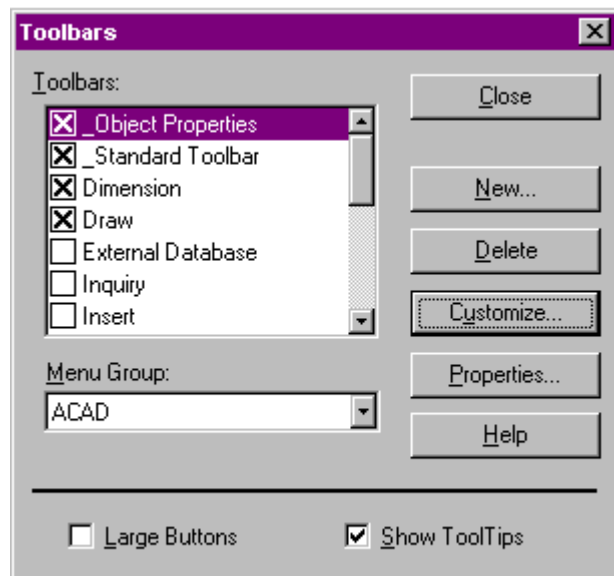 Toolbars
Toolbars:
_Object Properties
_Standard Toolbar
Dimension
Draw
External Database
Inquiry
Insert
Menu Group:
ACAD
Close
New...
Delete
Customize...
Properties...
Help
Large Buttons
Show ToolTips